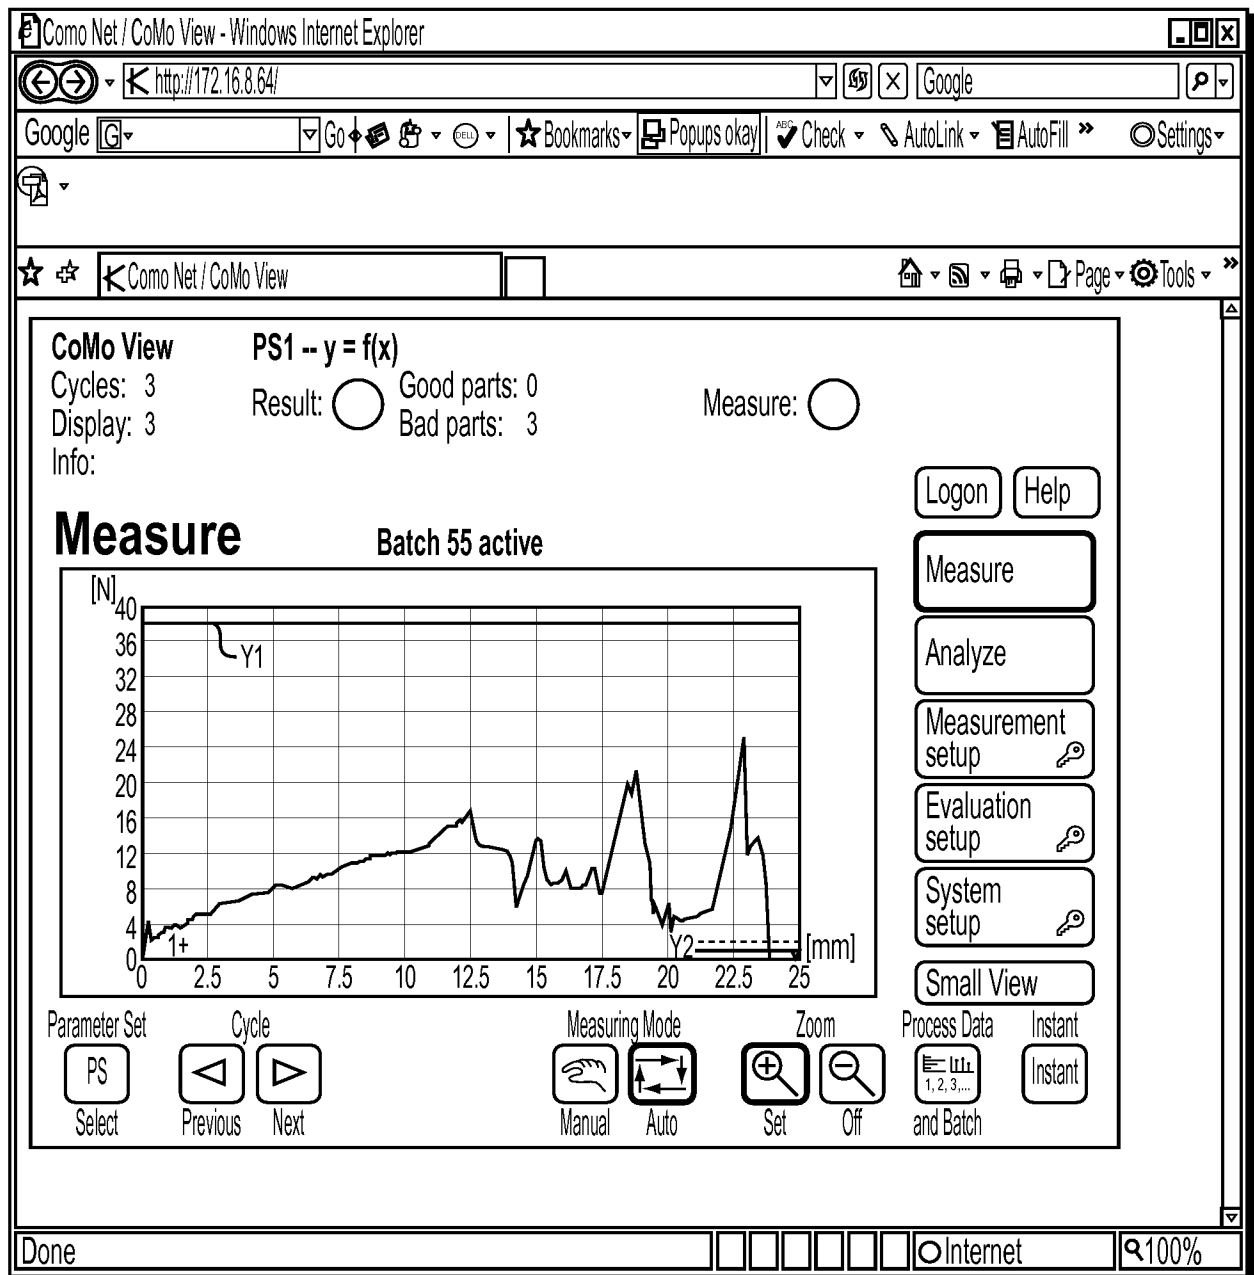 Como Net / CoMo View - Windows Internet Explorer
http://172.16.8.64/
Google
Google G Go DELL Bookmarks Popups okay ABC Check AutoLink AutoFill » Settings
Como Net / CoMo View
Page Tools »
CoMo View PS1 -- y = f(x)
Cycles: 3
Display: 3
Info:
Result:
Good parts: 0
Bad parts: 3
Measure:
Logon Help
Measure Batch 55 active
Measure
Analyze
Measurement
setup
Evaluation
setup
System
setup
Small View
[N]
40
36
32
28
24
20
16
12
8
4
0
Y1
1+
Y2
[mm]
0 2.5 5 7.5 10 12.5 15 17.5 20 22.5 25
Parameter Set Cycle Measuring Mode Zoom Process Data Instant
PS 1, 2, 3,... Instant
Select Previous Next Manual Auto Set Off and Batch
Done Internet 100%